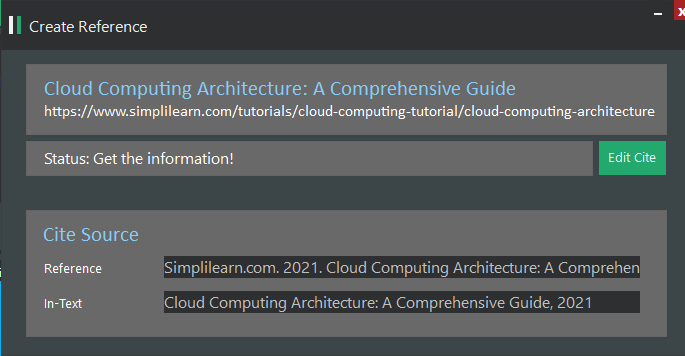 Create Reference
Cloud Computing Architecture: A Comprehensive Guide
https://www.simplilearn.com/tutorials/cloud-computing-tutorial/cloud-computing-architecture
Status: Get the information!
Edit Cite
Cite Source
Reference
Simplilearn.com. 2021. Cloud Computing Architecture: A Comprehen
In-Text
Cloud Computing Architecture: A Comprehensive Guide, 2021